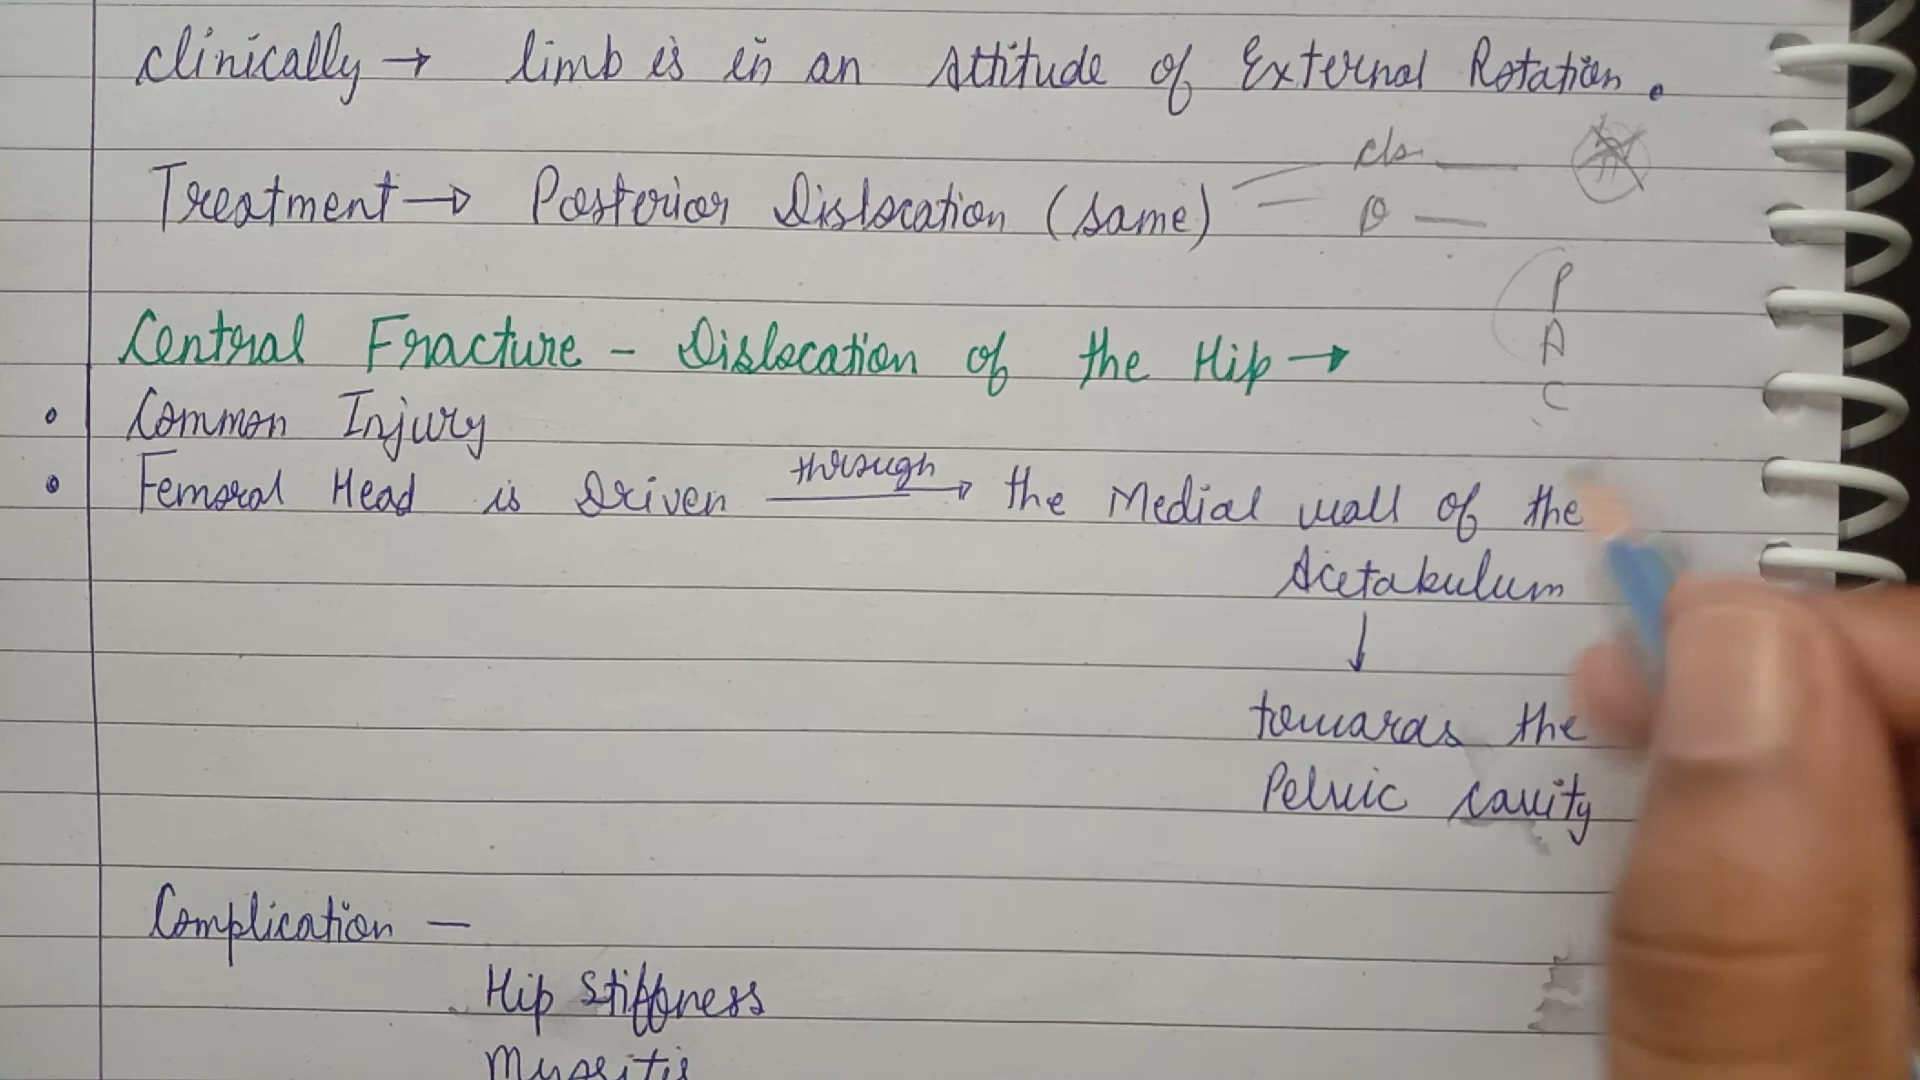 Clinically → limb is in an Attitude of External Rotation.
Treatment → Posterior Dislocation (same)
P
A
C
Central Fracture - Dislocation of the Hip →
• Common Injury
• Femoral Head is Driven through → the Medial wall of the
Acetabulum
↓
towards the
Pelvic cavity
Complication —
Hip stiffness
Myositis